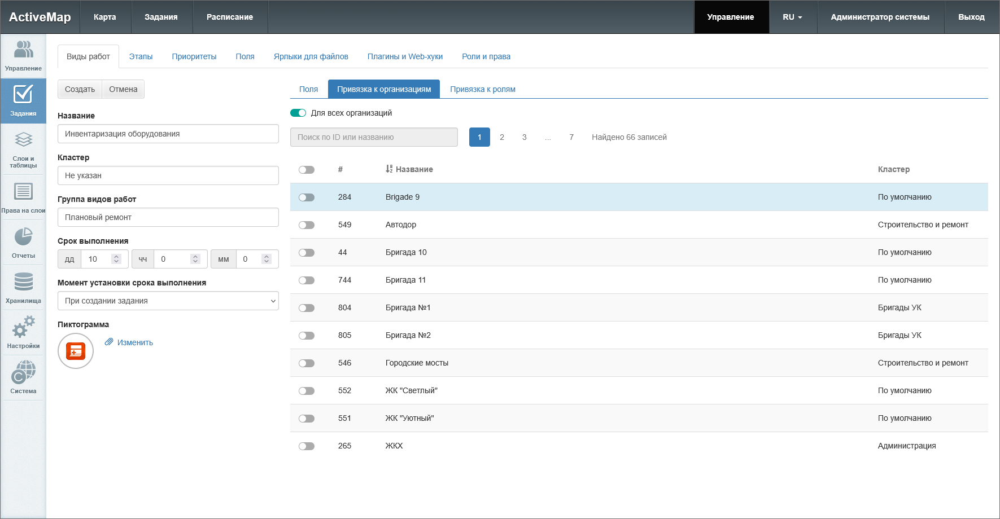 ActiveMap
Карта
Задания
Расписание
Управление
RU
Администратор системы
Выход
Управление
Задания
Слои и
таблицы
Права на слои
Отчеты
Хранилища
Настройки
Система
Виды работ
Этапы
Приоритеты
Поля
Ярлыки для файлов
Плагины и Web-хуки
Роли и права
Создать
Отмена
Название
Инвентаризация оборудования
Кластер
Не указан
Группа видов работ
Плановый ремонт
Срок выполнения
дд 10 чч 0 мм 0
Момент установки срока выполнения
При создании задания
Пиктограмма
Изменить
Поля
Привязка к организациям
Привязка к ролям
Для всех организаций
Поиск по ID или названию
1 2 3 ... 7 Найдено 66 записей
# Название Кластер
284 Brigade 9 По умолчанию
549 Автодор Строительство и ремонт
44 Бригада 10 По умолчанию
744 Бригада 11 По умолчанию
804 Бригада №1 Бригады УК
805 Бригада №2 Бригады УК
546 Городские мосты Строительство и ремонт
552 ЖК "Светлый" По умолчанию
551 ЖК "Уютный" По умолчанию
265 ЖКХ Администрация